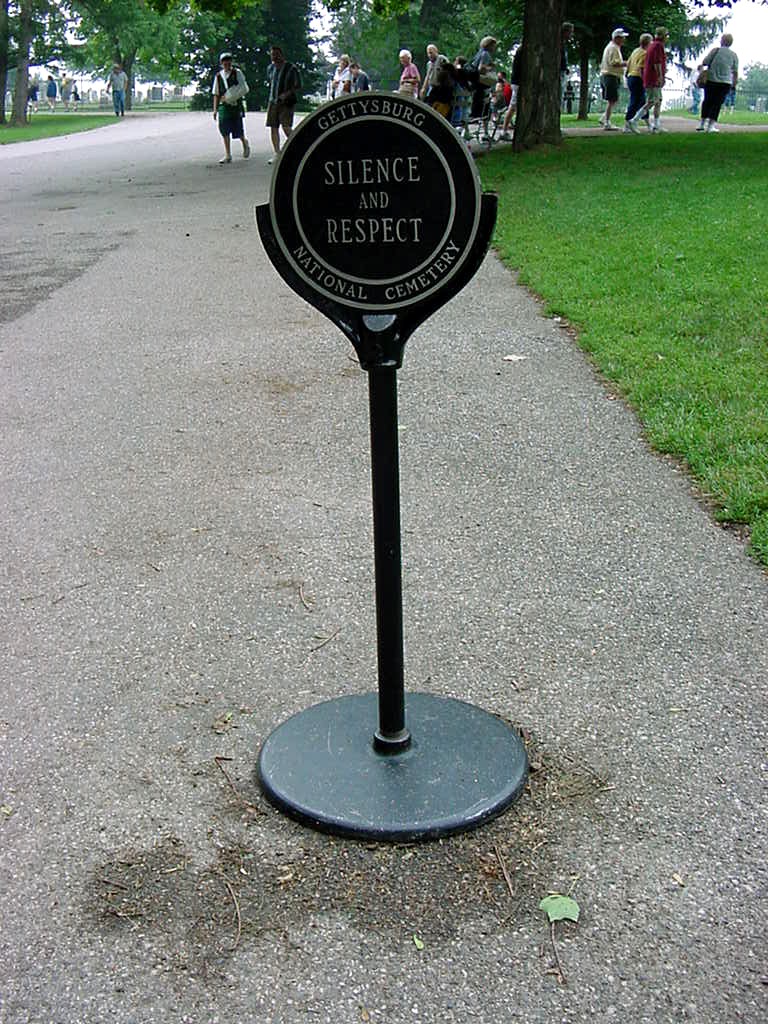 GETTYSBURG
SILENCE
AND
RESPECT
NATIONAL CEMETERY